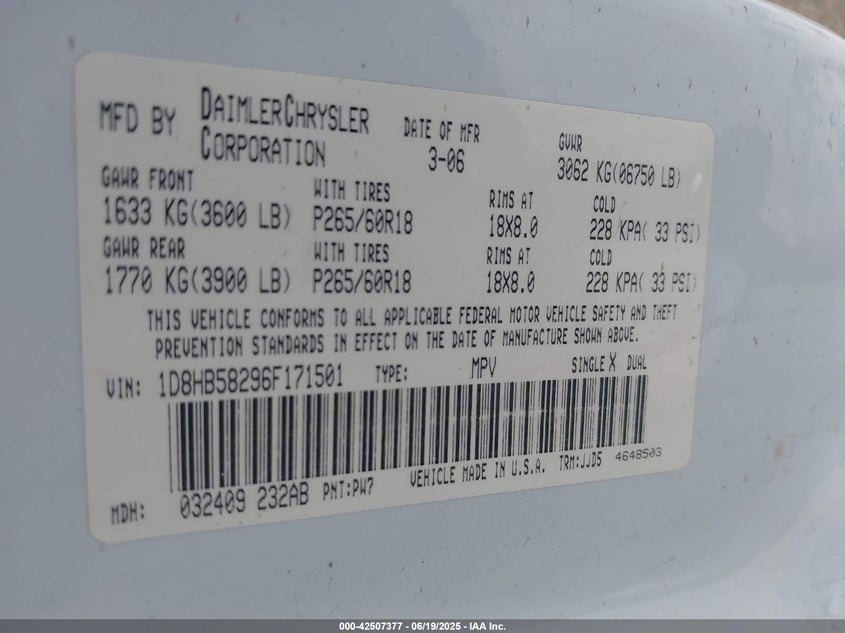 MFD BY DAIMLERCHRYSLER CORPORATION DATE OF MFR 3-06 GVWR 3062 KG(06750 LB)
GAWR FRONT WITH TIRES RIMS AT COLD
1633 KG(3600 LB) P265/60R18 18X8.0 228 KPA( 33 PSI)
GAWR REAR WITH TIRES RIMS AT COLD
1770 KG(3900 LB) P265/60R18 18X8.0 228 KPA( 33 PSI)
THIS VEHICLE CONFORMS TO ALL APPLICABLE FEDERAL MOTOR VEHICLE SAFETY AND THEFT
PREVENTION STANDARDS IN EFFECT ON THE DATE OF MANUFACTURE SHOWN ABOVE.
VIN: 1D8HB58296F171501 TYPE: MPV SINGLE X DUAL
MDH: 032409 232AB PNT:PW7 VEHICLE MADE IN U.S.A. TRM:JJD5 4648503
000-42507377 - 06/19/2025 - IAA Inc.